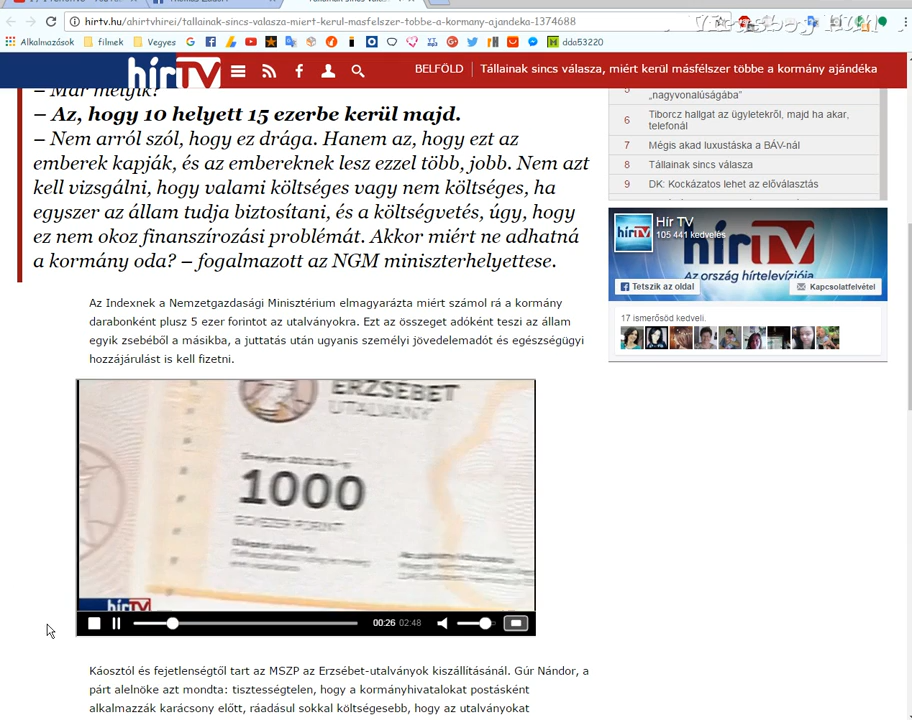 hirtv.hu/ahirtvhirei/tallainak-sincs-valasza-miert-kerul-masfelszer-tobbe-a-kormany-ajandeka-1374688
Alkalmazások
filmek
Vegyes
dda53220
hírTV
BELFÖLD
Tállainak sincs válasza, miért kerül másfélszer többe a kormány ajándéka
– Már melyik?
– Az, hogy 10 helyett 15 ezerbe kerül majd.
– Nem arról szól, hogy ez drága. Hanem az, hogy ezt az
emberek kapják, és az embereknek lesz ezzel több, jobb. Nem azt
kell vizsgálni, hogy valami költséges vagy nem költséges, ha
egyszer az állam tudja biztosítani, és a költségvetés, úgy, hogy
ez nem okoz finanszírozási problémát. Akkor miért ne adhatná
a kormány oda? – fogalmazott az NGM miniszterhelyettese.
Az Indexnek a Nemzetgazdasági Minisztérium elmagyarázta miért számol rá a kormány
darabonként plusz 5 ezer forintot az utalványokra. Ezt az összeget adóként teszi az állam
egyik zsebéből a másikba, a juttatás után ugyanis személyi jövedelemadót és egészségügyi
hozzájárulást is kell fizetni.
ERZSÉBET
UTALVÁNY
1000
EGYEZER FORINT
hírTV
00:26 02:48
Káosztól és fejetlenségtől tart az MSZP az Erzsébet-utalványok kiszállításánál. Gúr Nándor, a
párt alelnöke azt mondta: tisztességtelen, hogy a kormányhivatalokat postásként
alkalmazzák karácsony előtt, ráadásul sokkal költségesebb, hogy az utalványokat
5
„nagyvonalúságába”
6 Tiborcz hallgat az ügyletekről, majd ha akar,
telefonál
7 Mégis akad luxustáska a BÁV-nál
8 Tállainak sincs válasza
9 DK: Kockázatos lehet az előválasztás
hírTV
Hír TV
105 441 kedvelés
hírTV
Az ország hírtelevíziója
Tetszik az oldal
Kapcsolatfelvétel
17 ismerősöd kedveli.